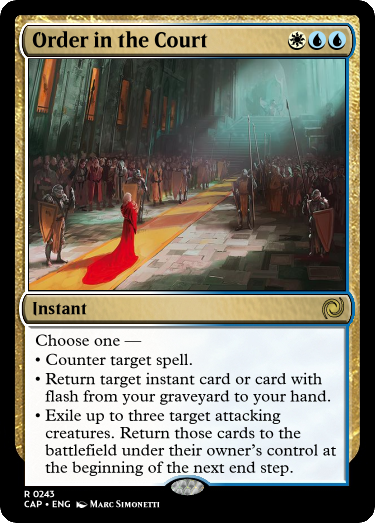 Order in the Court
Instant
Choose one —
• Counter target spell.
• Return target instant card or card with
flash from your graveyard to your hand.
• Exile up to three target attacking
creatures. Return those cards to the
battlefield under their owner's control at
the beginning of the next end step.
R 0243
CAP • ENG Marc Simonetti